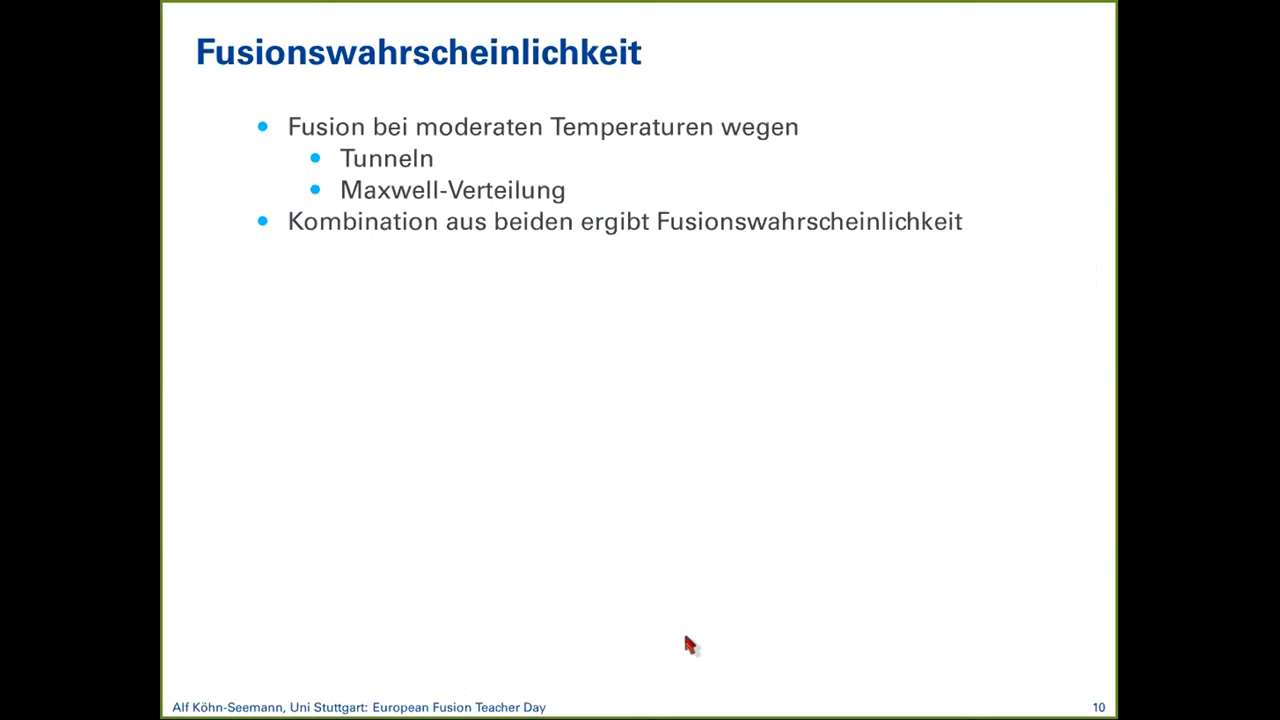 Fusionswahrscheinlichkeit
Fusion bei moderaten Temperaturen wegen
Tunneln
Maxwell-Verteilung
Kombination aus beiden ergibt Fusionswahrscheinlichkeit
Alf Köhn-Seemann, Uni Stuttgart: European Fusion Teacher Day
10